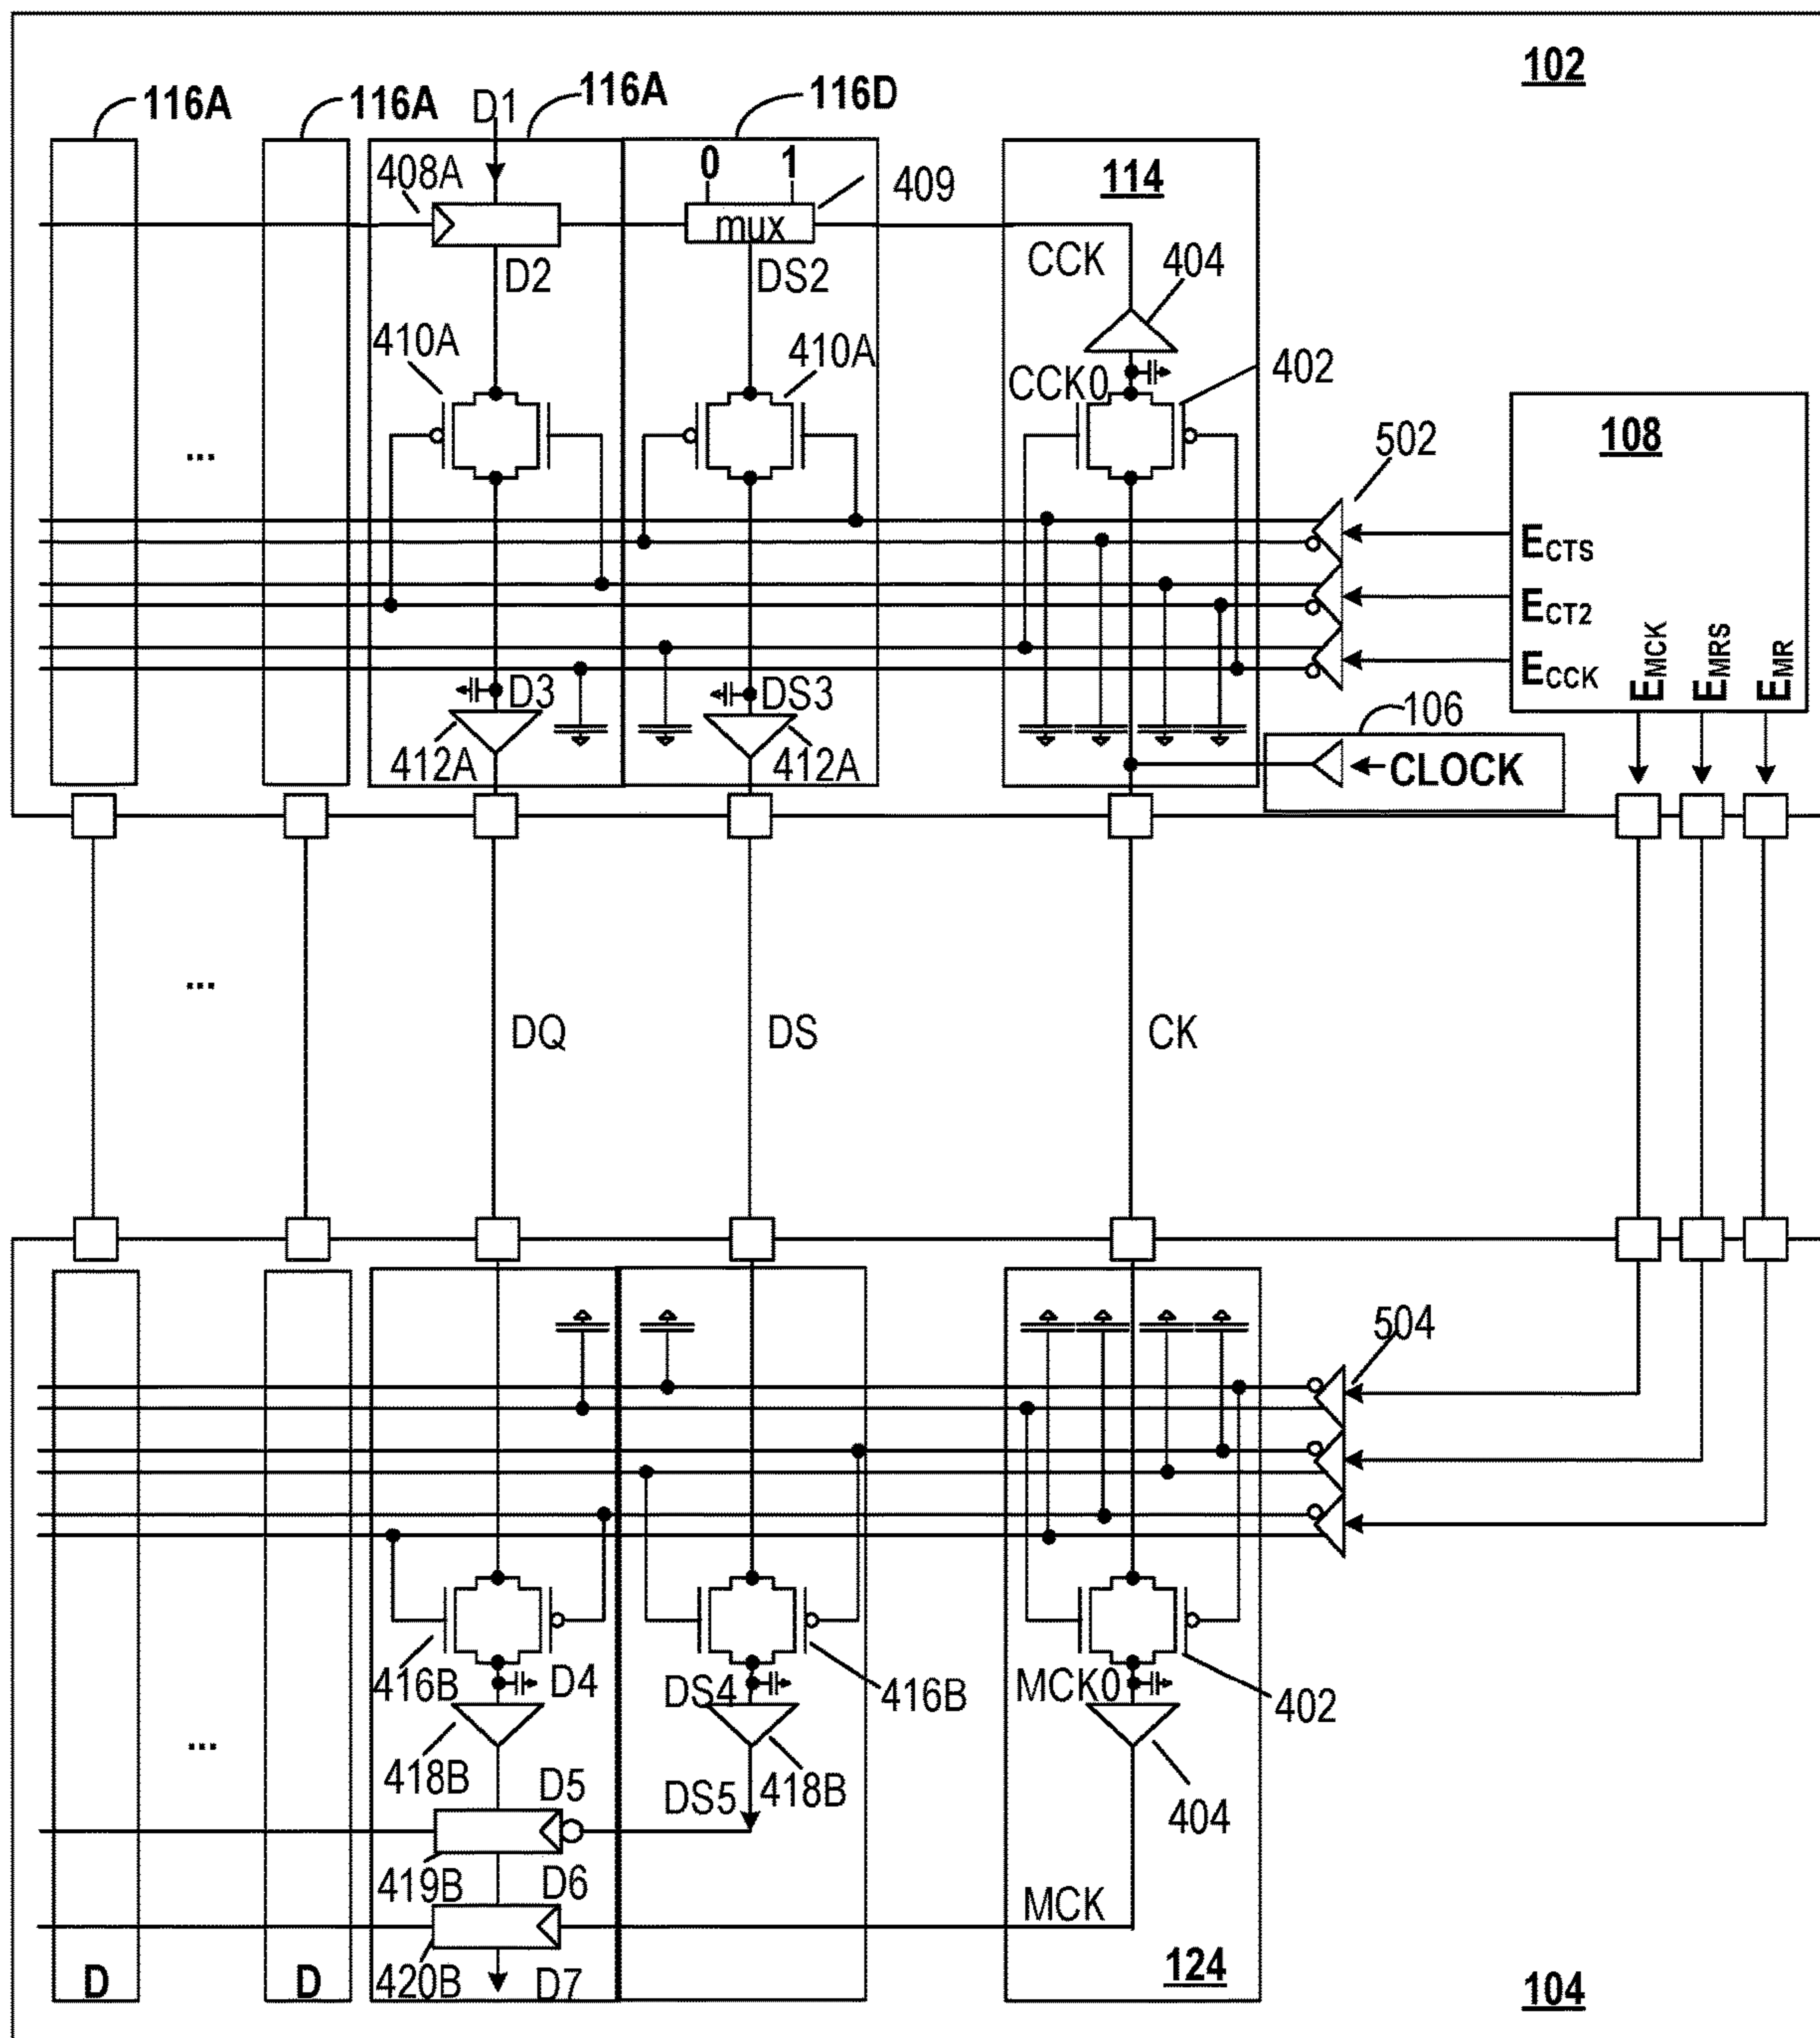 102
116A
116A
D1
116A
116D
408A
0 1
409
114
mux
D2
DS2
CCK
404
410A
410A
CCK0
402
108
502
...
ECTS
ECT2
ECCK
EMCK
EMRS
EMR
D3
DS3
106
412A
412A
CLOCK
...
DQ
DS
CK
504
416B
D4
DS4
416B
MCK0
402
...
418B
D5
DS5
418B
404
419B
D6
MCK
D
D
420B
D7
124
104